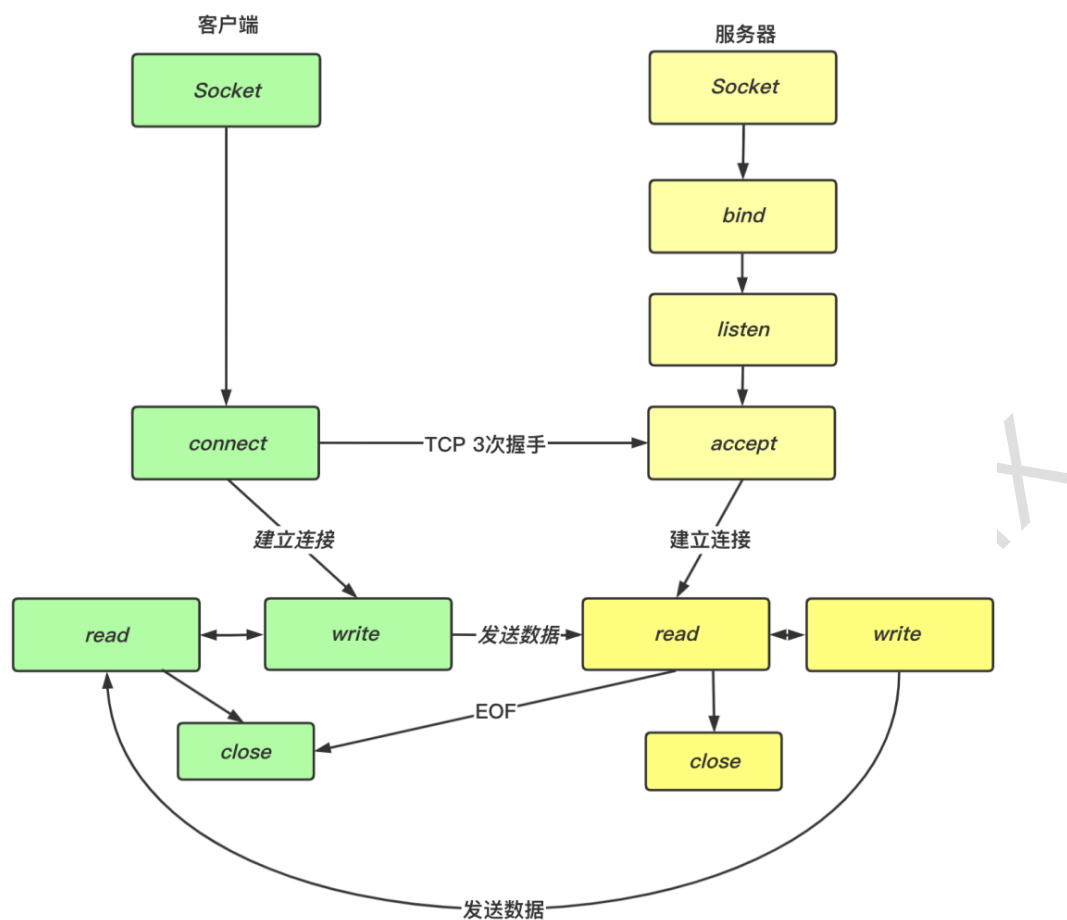 客户端
服务器
Socket
Socket
bind
listen
connect
TCP 3次握手
accept
建立连接
建立连接
read
write
发送数据
read
write
EOF
close
close
发送数据